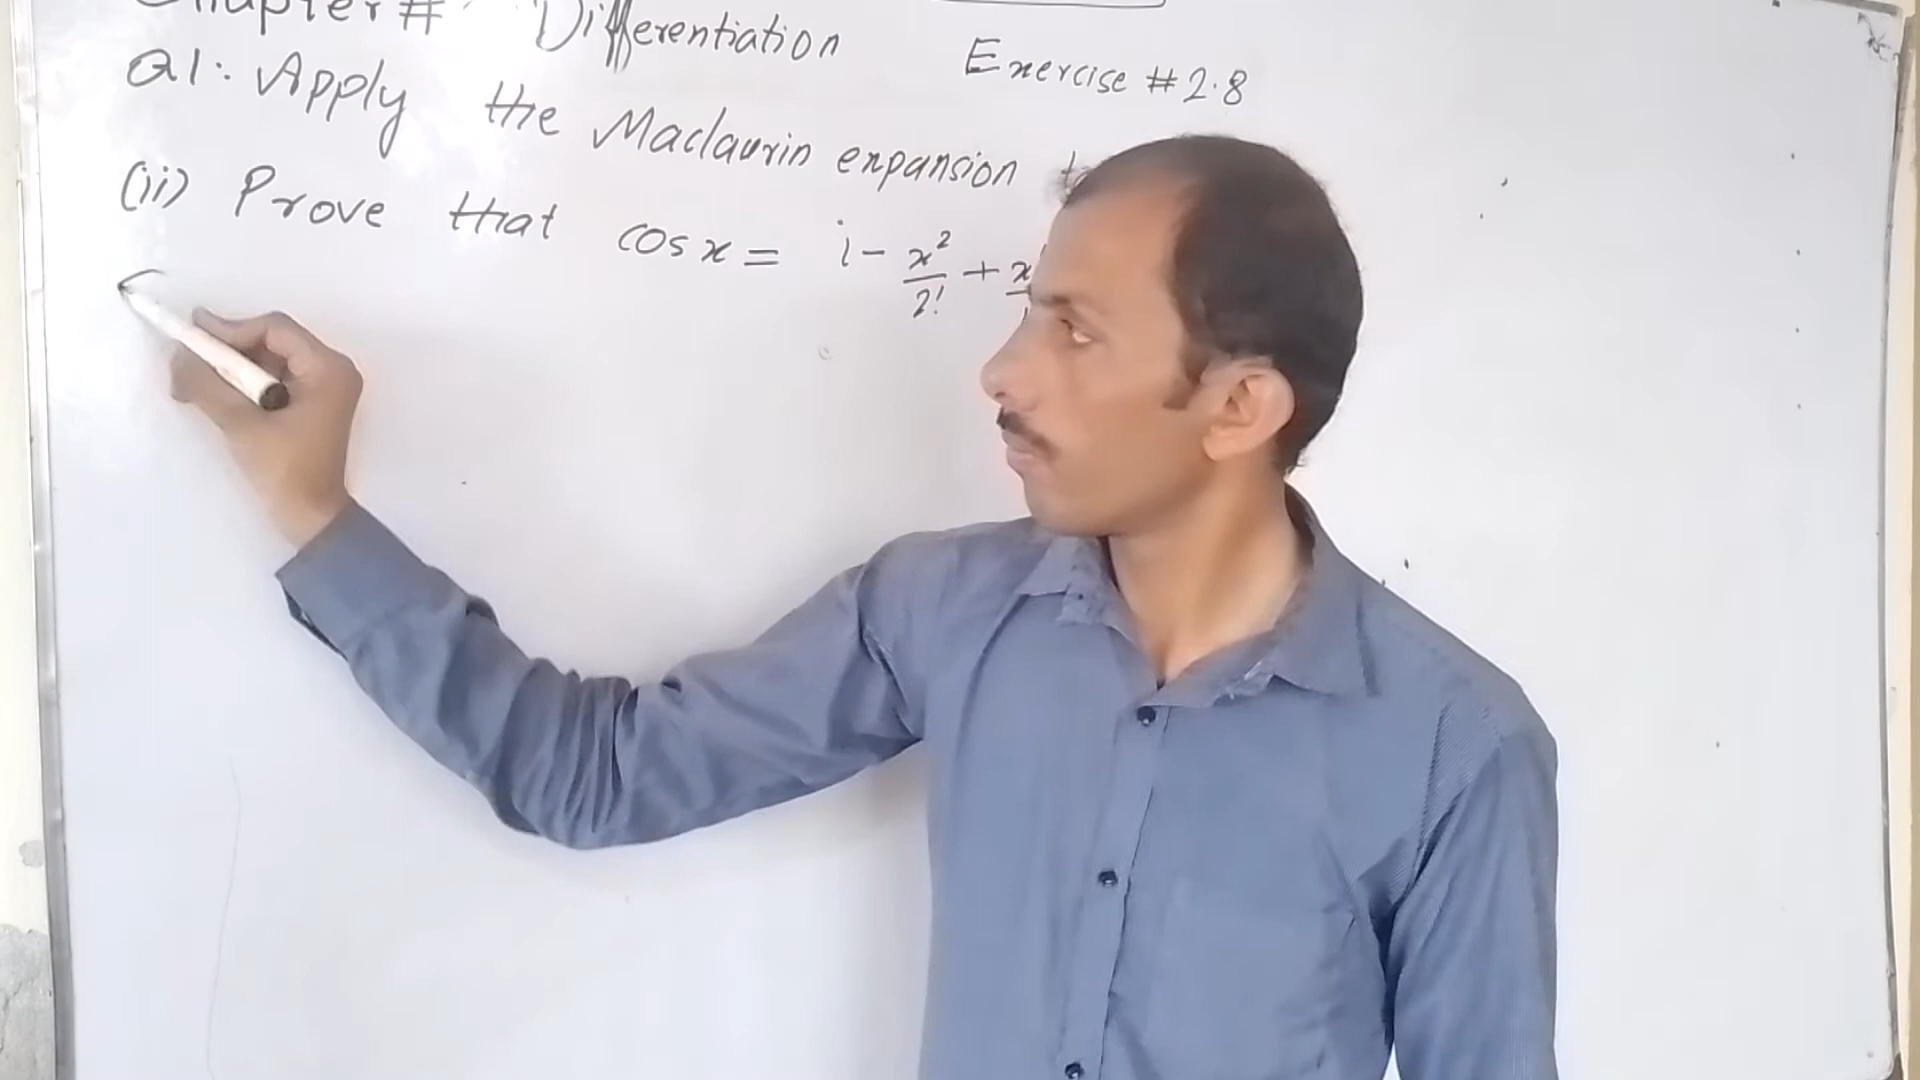 Chapter # Differentiation Exercise #2.8
Q1: Apply the Maclaurin expansion
(ii) Prove that cos x = 1 - x²/2! + x